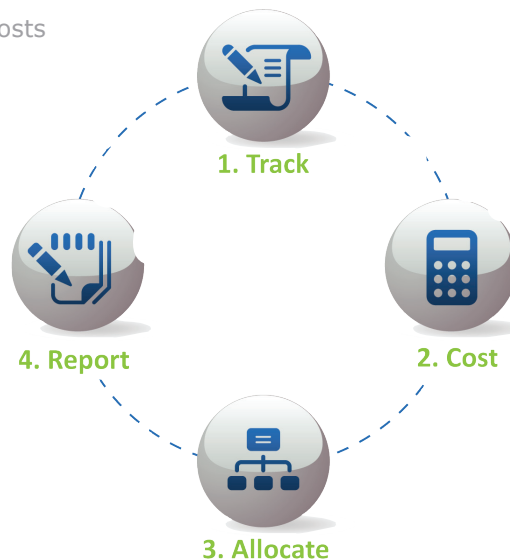 osts
1. Track
2. Cost
3. Allocate
4. Report